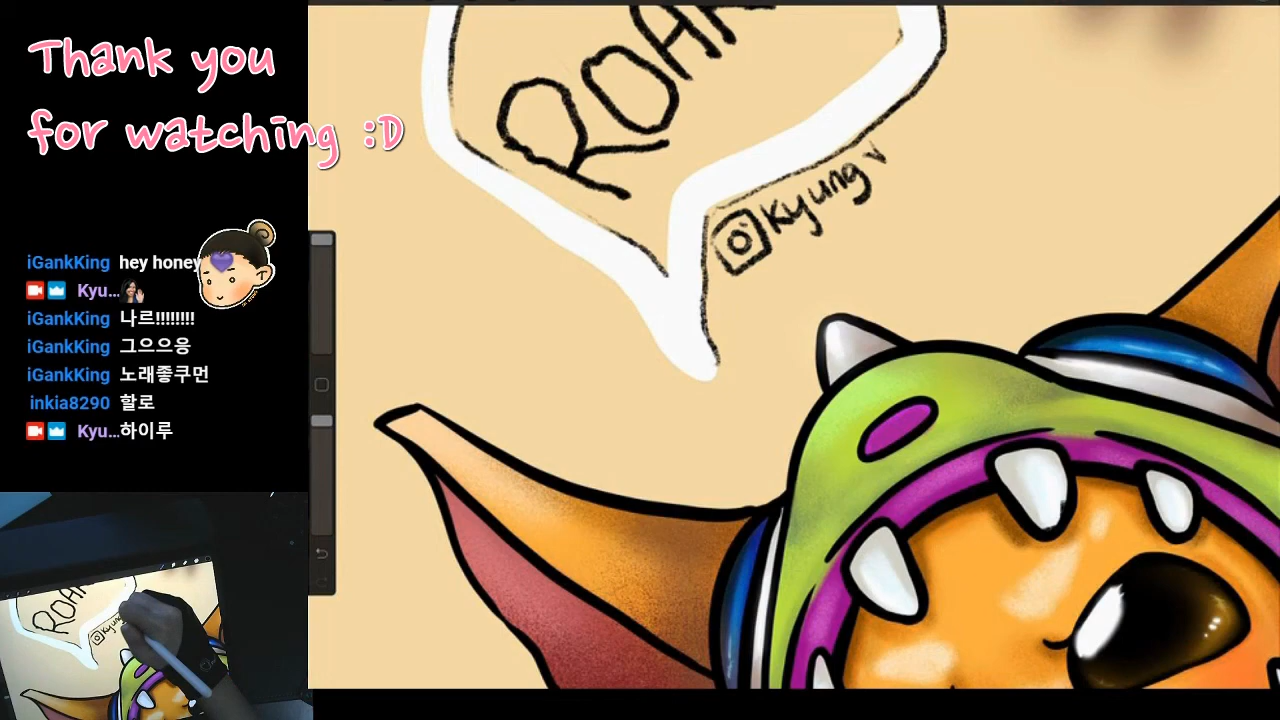 Thank you
for watching :D
iGankKing hey honey
Kyu...
iGankKing 나르!!!!!!!!
iGankKing 그으으응
iGankKing 노래좋쿠먼
inkia8290 할로
Kyu...하이루
ROAR
Kyung